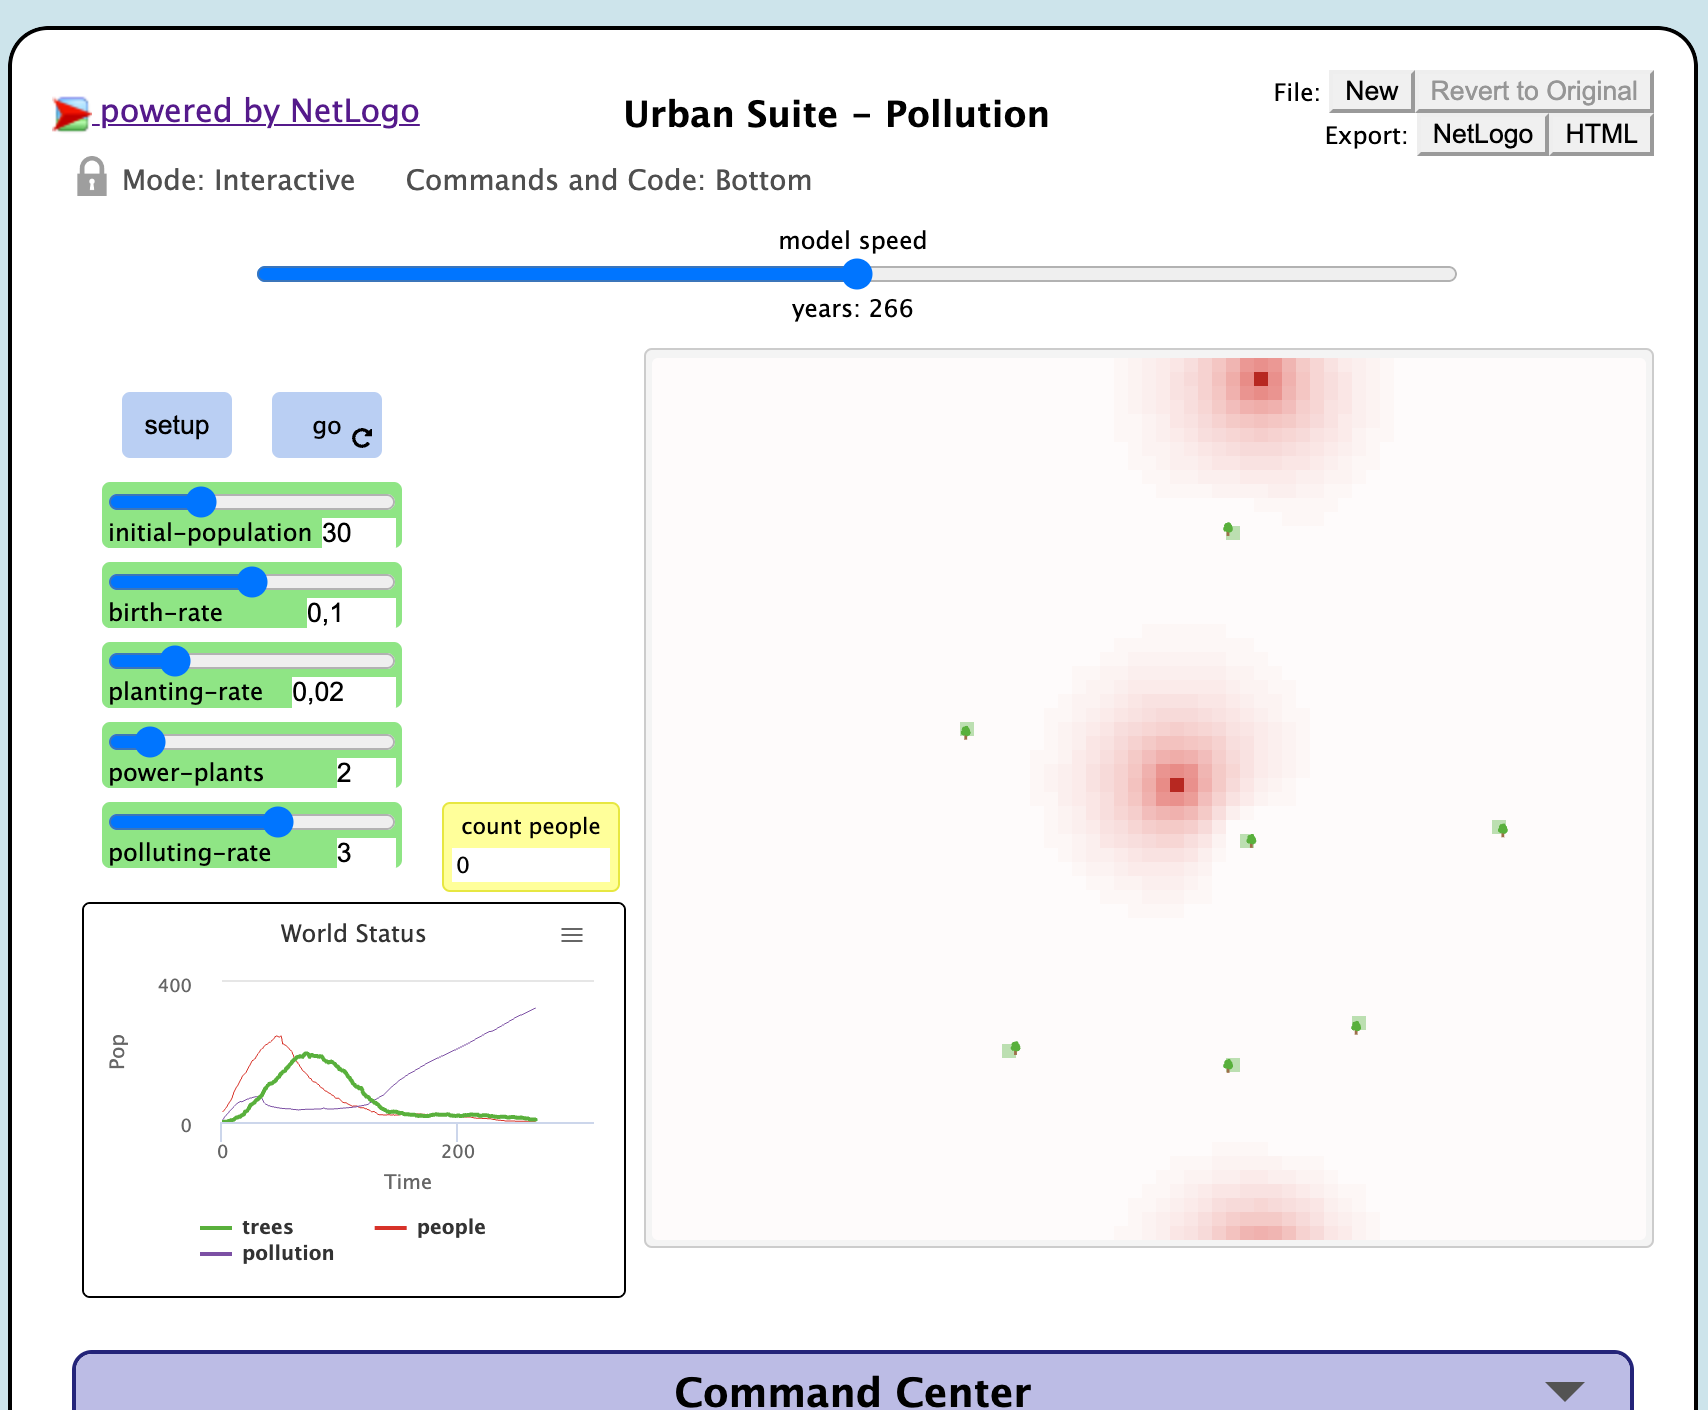 powered by NetLogo
Urban Suite - Pollution
File: New Revert to Original
Export: NetLogo HTML
Mode: Interactive Commands and Code: Bottom
model speed
years: 266
setup
go
initial-population 30
birth-rate 0,1
planting-rate 0,02
power-plants 2
polluting-rate 3
count people
0
World Status
400
Pop
0
0 200
Time
trees people
pollution
Command Center